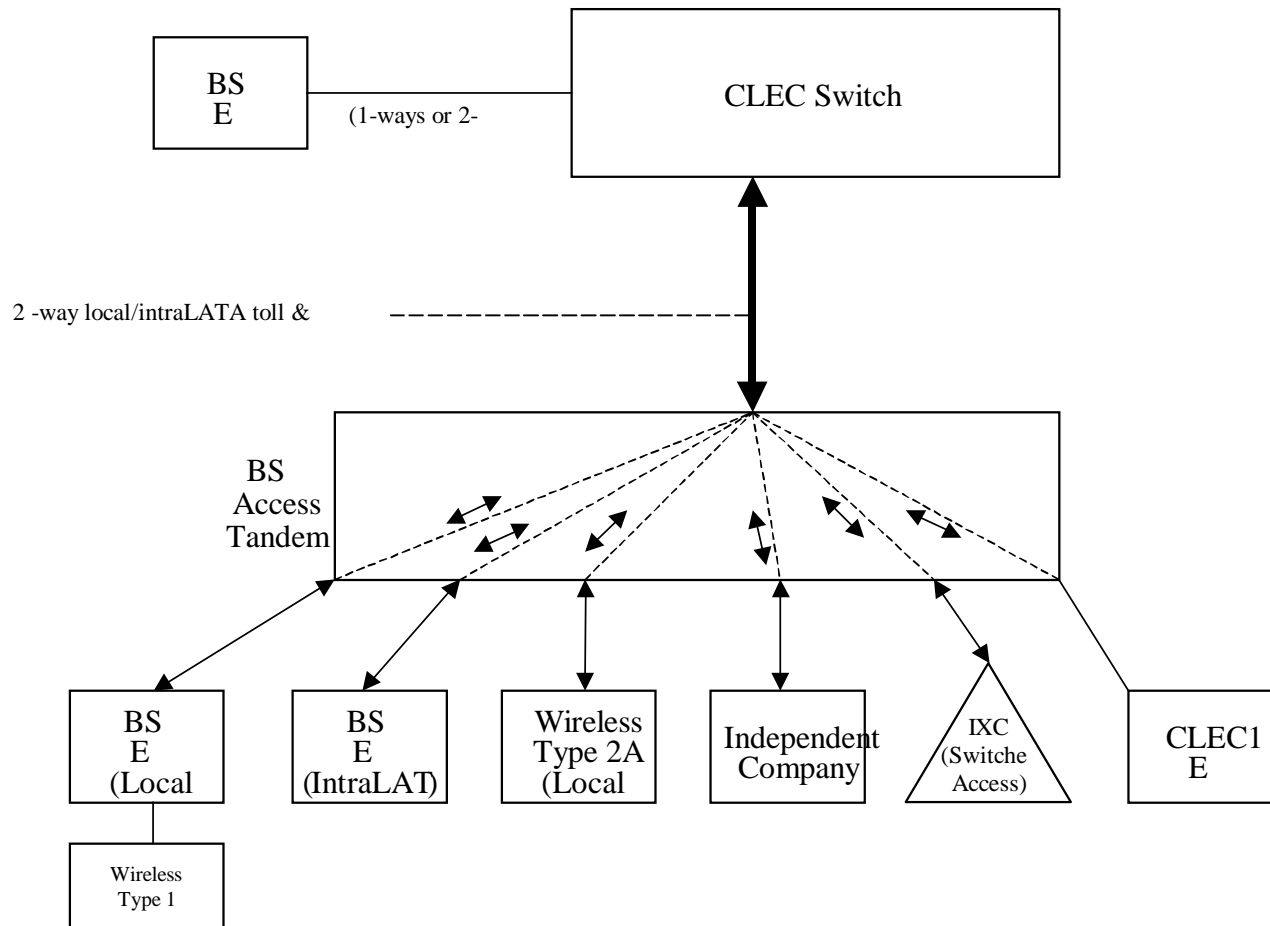 BS
E
CLEC Switch
(1-ways or 2-
2 -way local/intraLATA toll &
BS
Access
Tandem
BS
E
(Local
BS
E
(IntraLAT)
Wireless
Type 2A
(Local
Independent
Company
IXC
(Switche
Access)
CLEC1
E
Wireless
Type 1